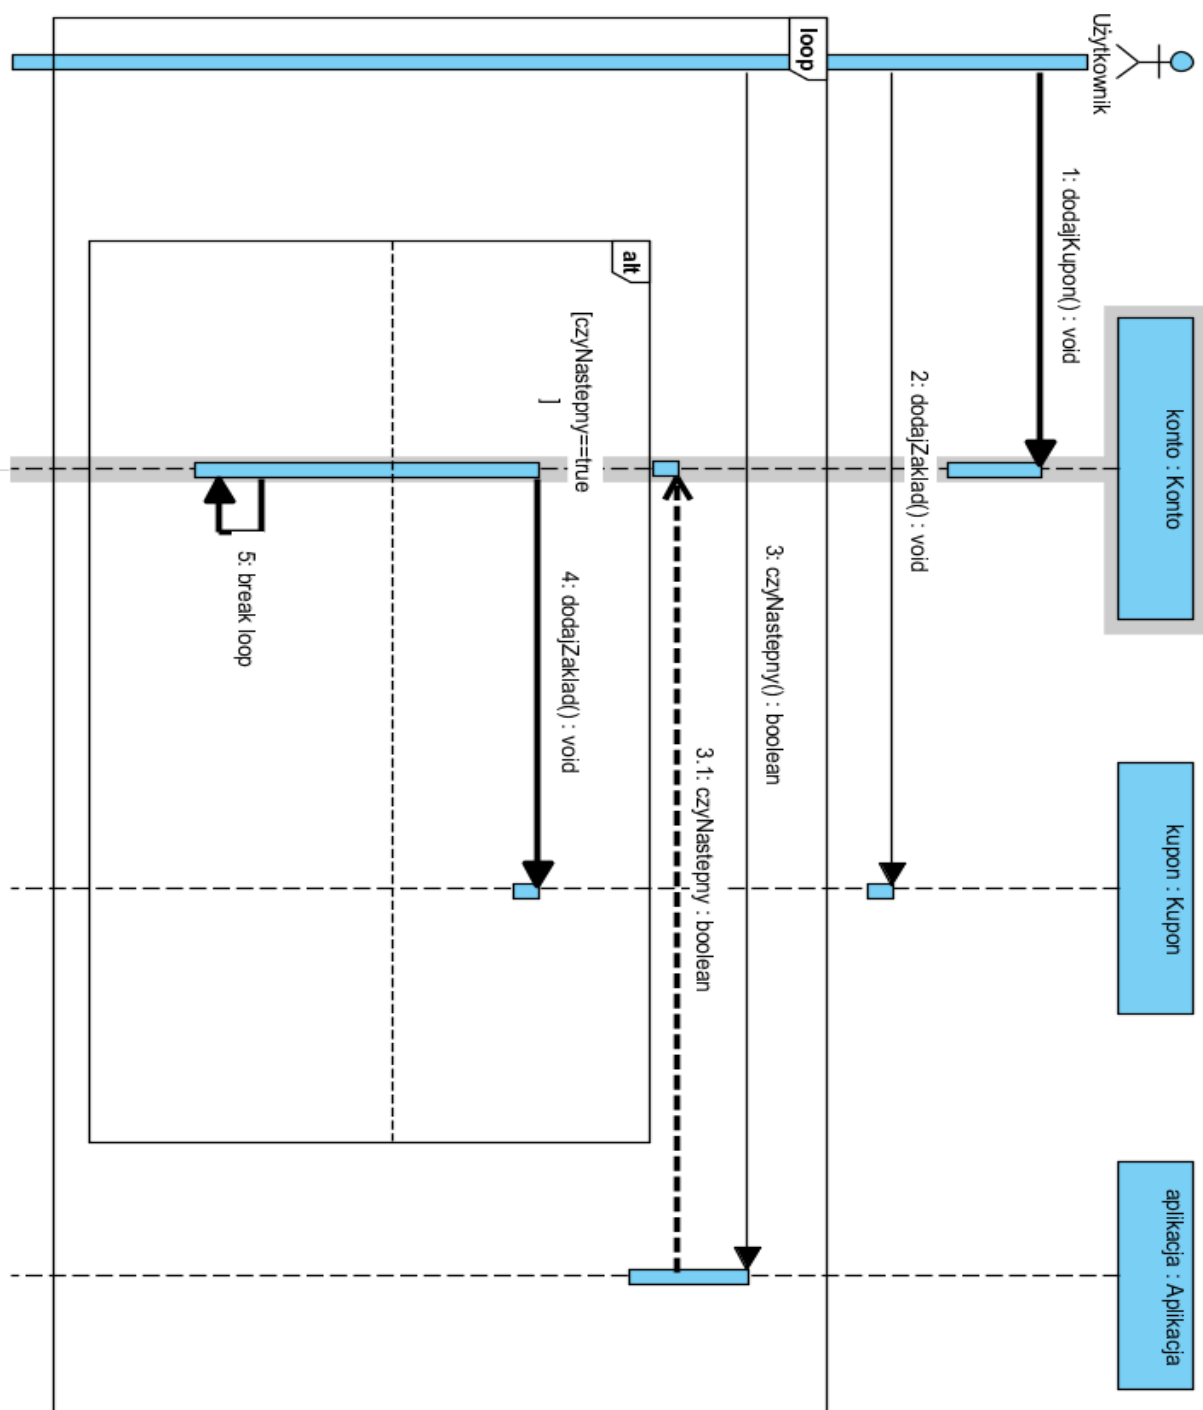 Użytkownik
konto : Konto
kupon : Kupon
aplikacja : Aplikacja
1: dodajKupon() : void
2: dodajZaklad() : void
loop
3: czyNastepny() : boolean
3.1: czyNastepny : boolean
alt
[czyNastepny==true
]
4: dodajZaklad() : void
5: break loop